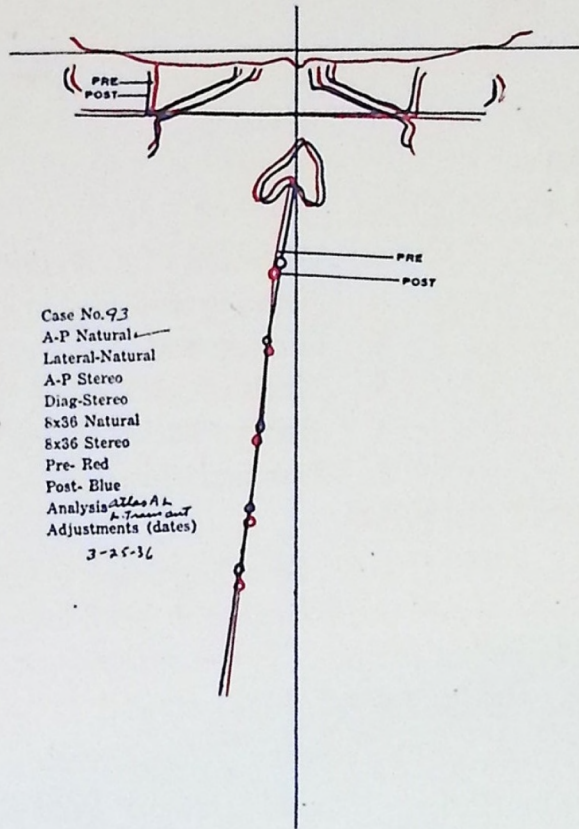 PRE
POST
PRE
POST
Case No. 93
A-P Natural
Lateral-Natural
A-P Stereo
Diag-Stereo
8x36 Natural
8x36 Stereo
Pre- Red
Post- Blue
Analysis atlas A L
L. Trans
Adjustments (dates)
3-25-36